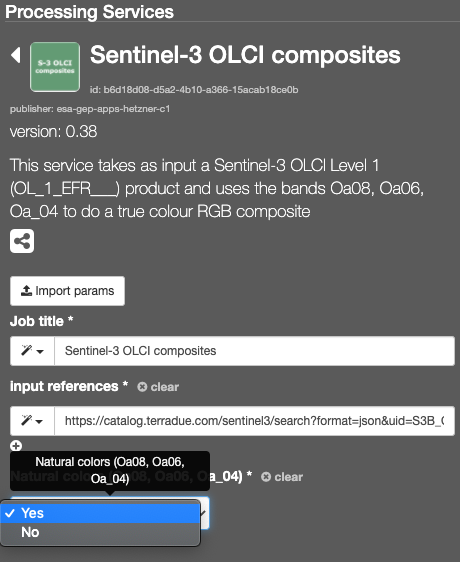 Processing Services
S-3 OLCI
composites
Sentinel-3 OLCI composites
id: b6d18d08-d5a2-4b10-a366-15acab18ce0b
publisher: esa-gep-apps-hetzner-c1
version: 0.38
This service takes as input a Sentinel-3 OLCI Level 1
(OL_1_EFR___) product and uses the bands Oa08, Oa06,
Oa_04 to do a true colour RGB composite
Import params
Job title *
Sentinel-3 OLCI composites
input references * clear
https://catalog.terradue.com/sentinel3/search?format=json&uid=S3B_
Natural colors (Oa08, Oa06,
Oa_04)
Natural colors (Oa08, Oa06, Oa_04) * clear
Yes
No